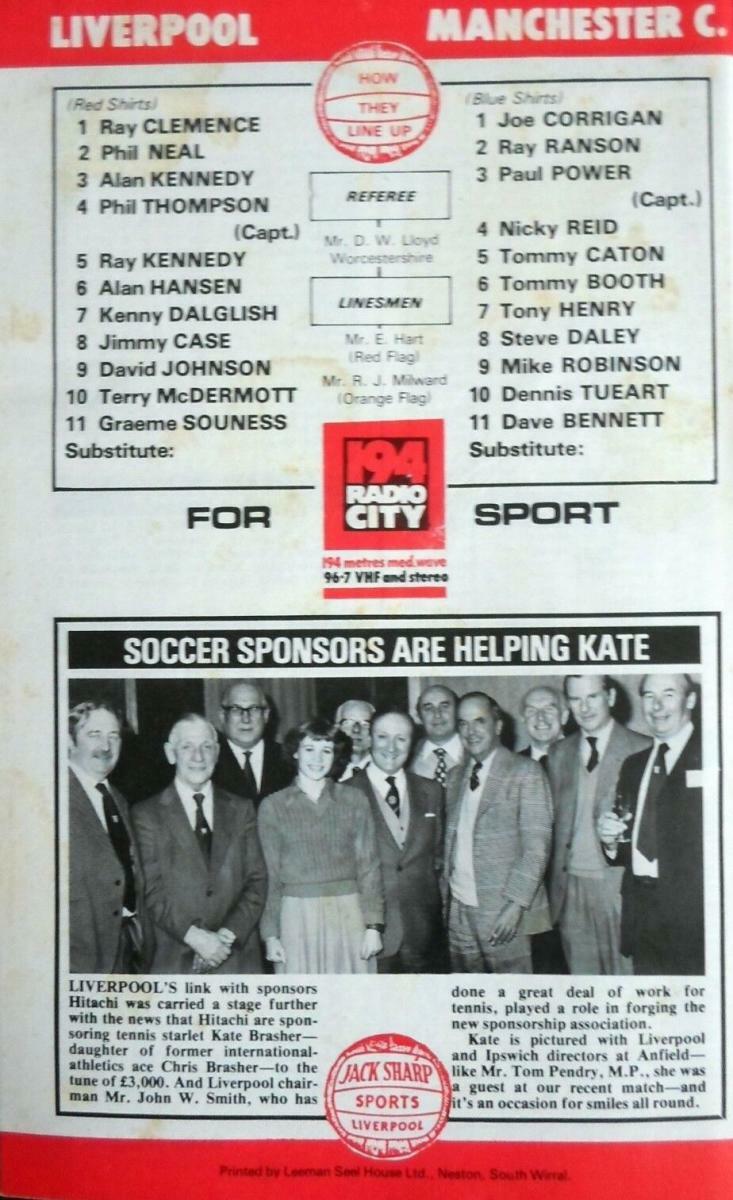 LIVERPOOL
MANCHESTER C.
HOW
THEY
LINE UP
(Red Shirts)
1 Ray CLEMENCE
2 Phil NEAL
3 Alan KENNEDY
4 Phil THOMPSON
(Capt.)
5 Ray KENNEDY
6 Alan HANSEN
7 Kenny DALGLISH
8 Jimmy CASE
9 David JOHNSON
10 Terry McDERMOTT
11 Graeme SOUNESS
Substitute:
REFEREE
Mr. D. W. Lloyd
Worcestershire
LINESMEN
Mr. E. Hart
(Red Flag)
Mr. R. J. Milward
(Orange Flag)
(Blue Shirts)
1 Joe CORRIGAN
2 Ray RANSON
3 Paul POWER
(Capt.)
4 Nicky REID
5 Tommy CATON
6 Tommy BOOTH
7 Tony HENRY
8 Steve DALEY
9 Mike ROBINSON
10 Dennis TUEART
11 Dave BENNETT
Substitute:
FOR
194
RADIO
CITY
SPORT
194 metres med.wave
96·7 VHF and stereo
SOCCER SPONSORS ARE HELPING KATE
LIVERPOOL'S link with sponsors
Hitachi was carried a stage further
with the news that Hitachi are spon-
soring tennis starlet Kate Brasher—
daughter of former international-
athletics ace Chris Brasher—to the
tune of £3,000. And Liverpool chair-
man Mr. John W. Smith, who has
done a great deal of work for
tennis, played a role in forging the
new sponsorship association.
Kate is pictured with Liverpool
and Ipswich directors at Anfield—
like Mr. Tom Pendry, M.P., she was
a guest at our recent match—and
it's an occasion for smiles all round.
JACK SHARP
SPORTS
LIVERPOOL
Printed by Leeman Seel House Ltd., Neston, South Wirral.